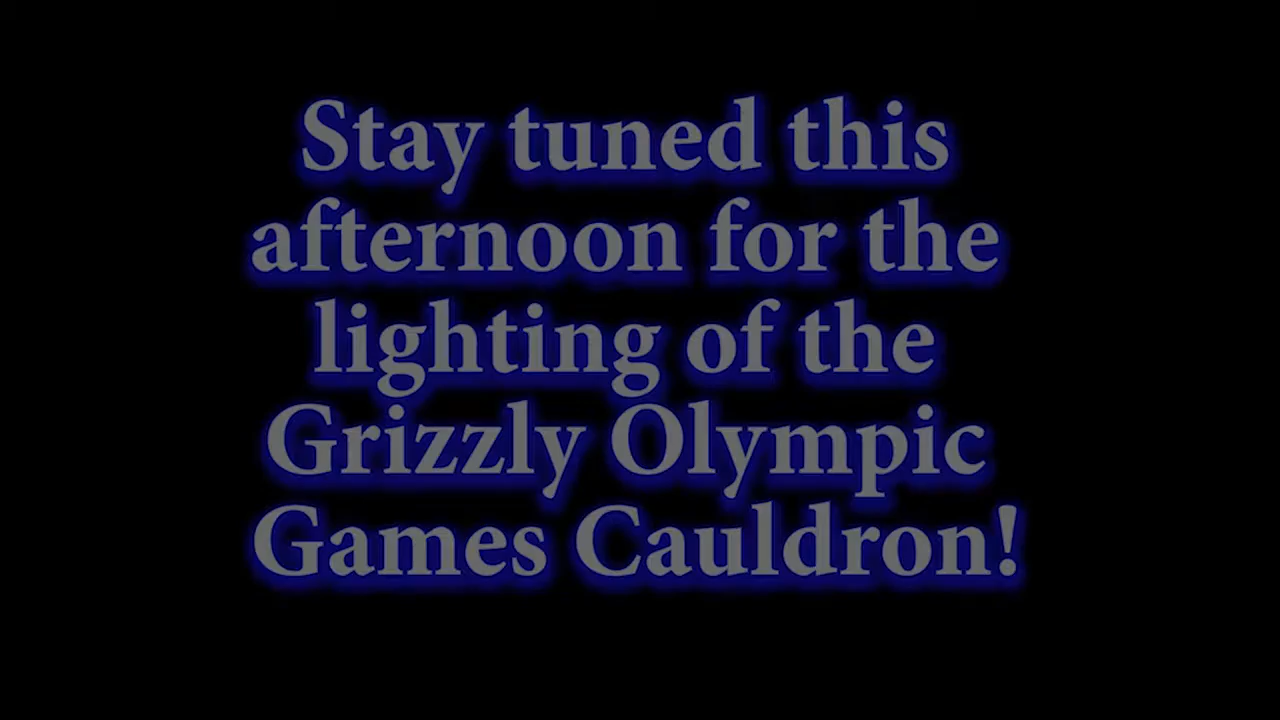 Stay tuned this
afternoon for the
lighting of the
Grizzly Olympic
Games Cauldron!